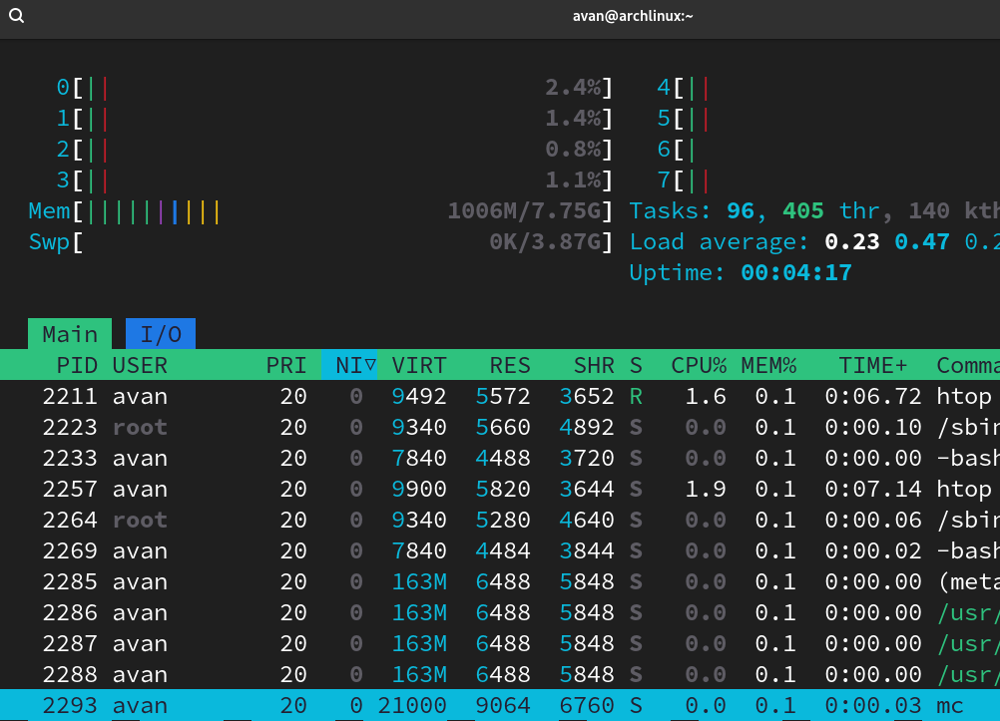 avan@archlinux:~
0[|| 2.4%] 4[||
1[|| 1.4%] 5[||
2[|| 0.8%] 6[|
3[|| 1.1%] 7[||
Mem[|||||||||| 1006M/7.75G] Tasks: 96, 405 thr, 140 kth
Swp[ 0K/3.87G] Load average: 0.23 0.47 0.2
Uptime: 00:04:17
Main I/O
PID USER PRI NI▽ VIRT RES SHR S CPU% MEM% TIME+ Comma
2211 avan 20 0 9492 5572 3652 R 1.6 0.1 0:06.72 htop
2223 root 20 0 9340 5660 4892 S 0.0 0.1 0:00.10 /sbin
2233 avan 20 0 7840 4488 3720 S 0.0 0.1 0:00.00 -bash
2257 avan 20 0 9900 5820 3644 S 1.9 0.1 0:07.14 htop
2264 root 20 0 9340 5280 4640 S 0.0 0.1 0:00.06 /sbin
2269 avan 20 0 7840 4484 3844 S 0.0 0.1 0:00.02 -bash
2285 avan 20 0 163M 6488 5848 S 0.0 0.1 0:00.00 (meta
2286 avan 20 0 163M 6488 5848 S 0.0 0.1 0:00.00 /usr/
2287 avan 20 0 163M 6488 5848 S 0.0 0.1 0:00.00 /usr/
2288 avan 20 0 163M 6488 5848 S 0.0 0.1 0:00.00 /usr/
2293 avan 20 0 21000 9064 6760 S 0.0 0.1 0:00.03 mc